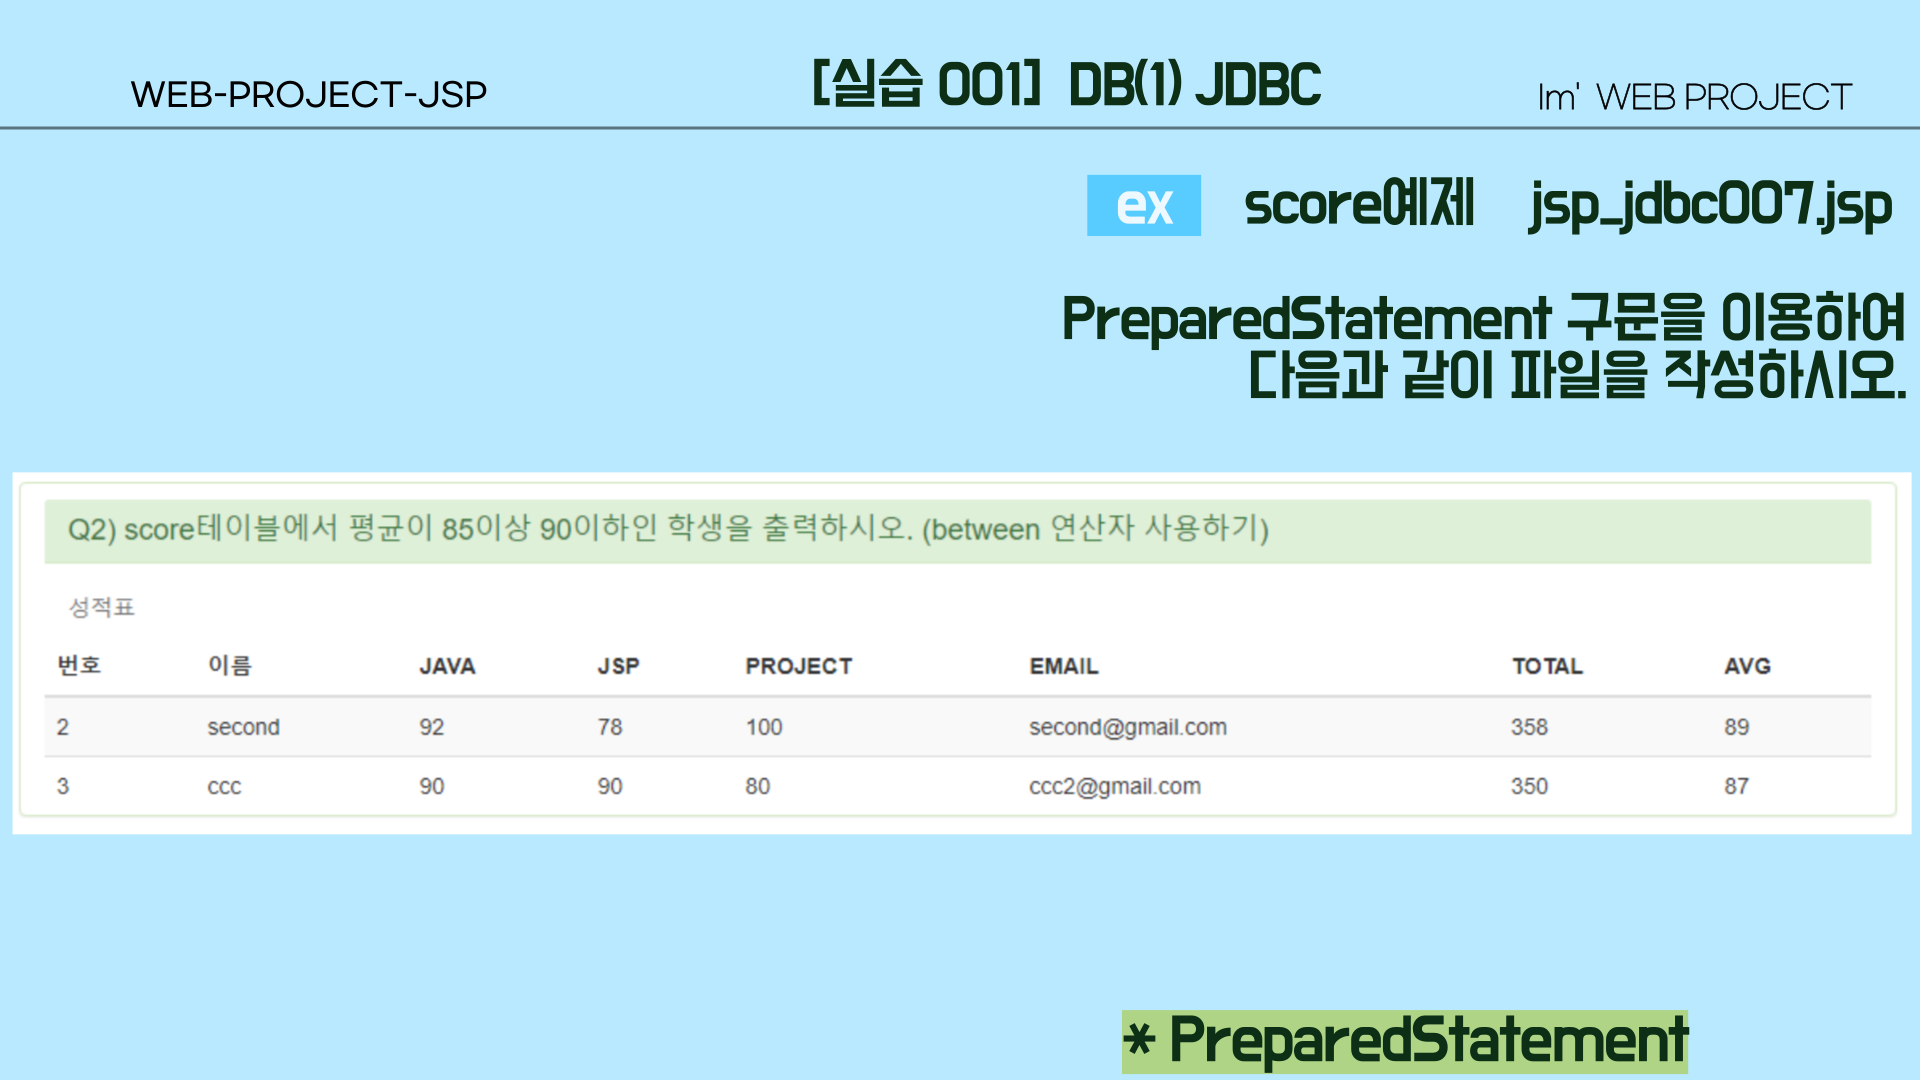 WEB-PROJECT-JSP
[실습 001] DB(1) JDBC
Im' WEB PROJECT
ex score예제 jsp_jdbc007.jsp
PreparedStatement 구문을 이용하여
다음과 같이 파일을 작성하시오.
Q2) score테이블에서 평균이 85이상 90이하인 학생을 출력하시오. (between 연산자 사용하기)
성적표
번호 이름 JAVA JSP PROJECT EMAIL TOTAL AVG
2 second 92 78 100 second@gmail.com 358 89
3 ccc 90 90 80 ccc2@gmail.com 350 87
* PreparedStatement